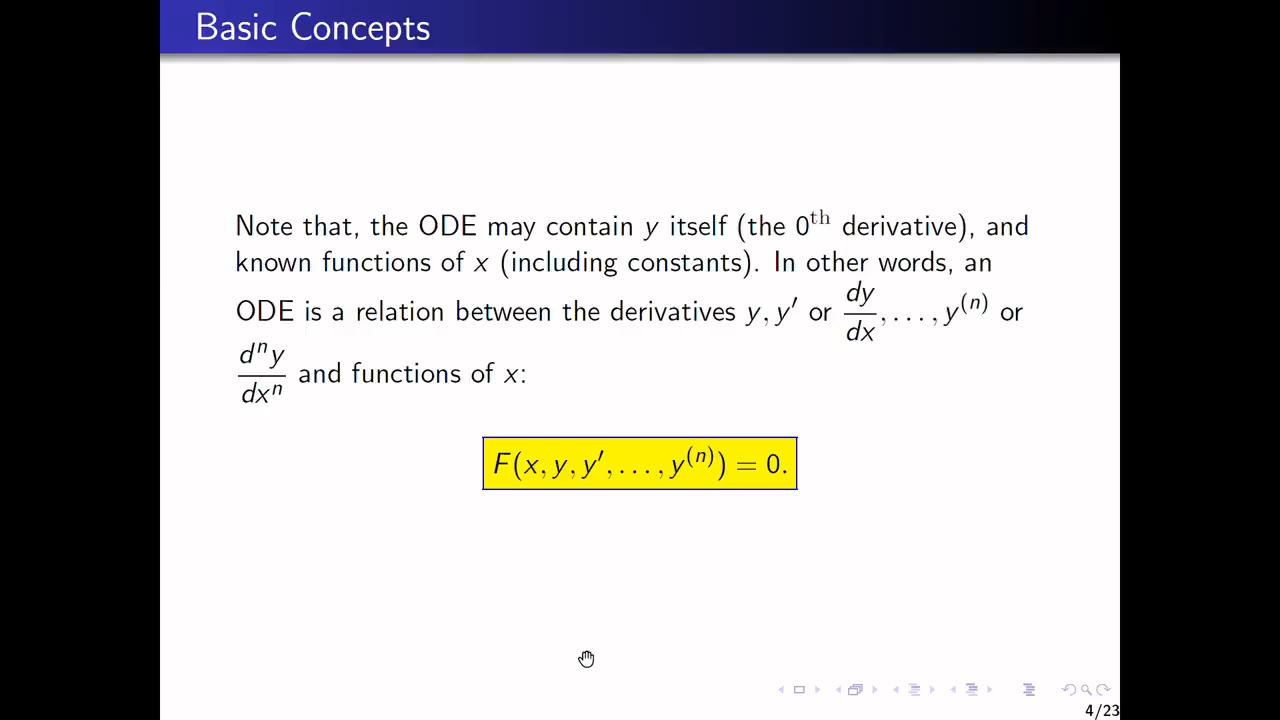 Basic Concepts
Note that, the ODE may contain y itself (the 0th derivative), and
known functions of x (including constants). In other words, an
ODE is a relation between the derivatives y, y′ or dy/dx, . . . , y⁽ⁿ⁾ or
dⁿy/dxⁿ and functions of x:
F(x, y, y′, . . . , y⁽ⁿ⁾) = 0.
4/23